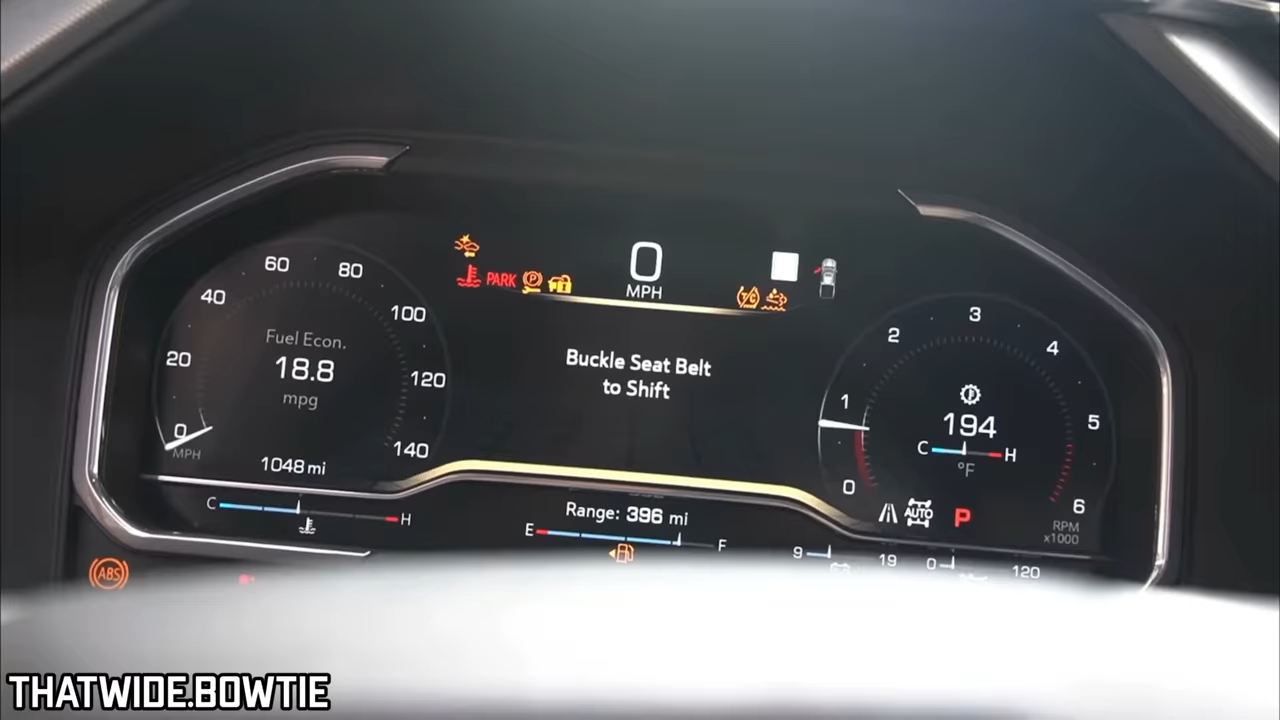 0
MPH
PARK
P
T/C
60 80
40
100
20
120
0
MPH
140
Fuel Econ.
18.8
mpg
1048 mi
Buckle Seat Belt
to Shift
3
2
4
1
5
0
6
194
C H
°F
AUTO
P
RPM
x1000
C H
Range: 396 mi
E F
9 19
0 120
ABS
THATWIDE.BOWTIE